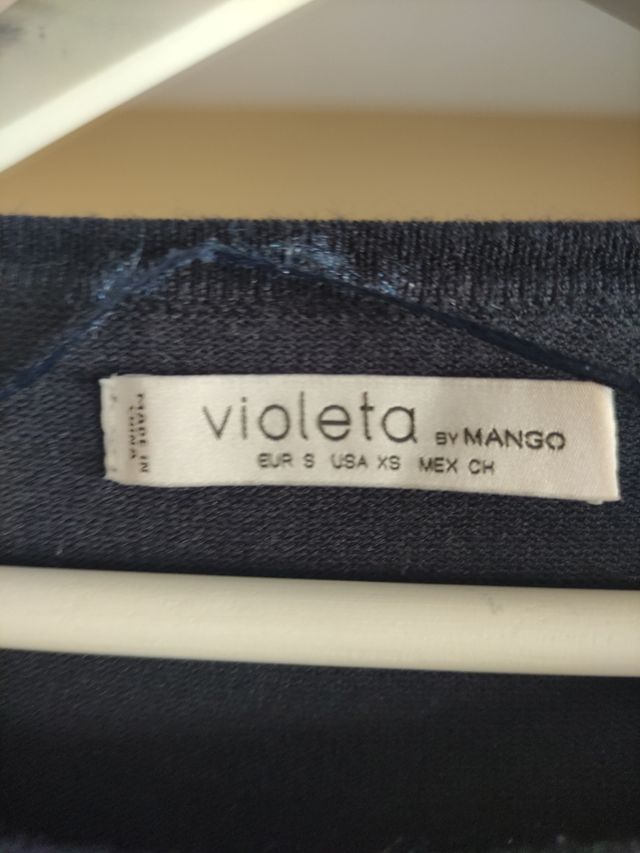 violeta BY MANGO
EUR S USA XS MEX CH
MADE IN
CHINA